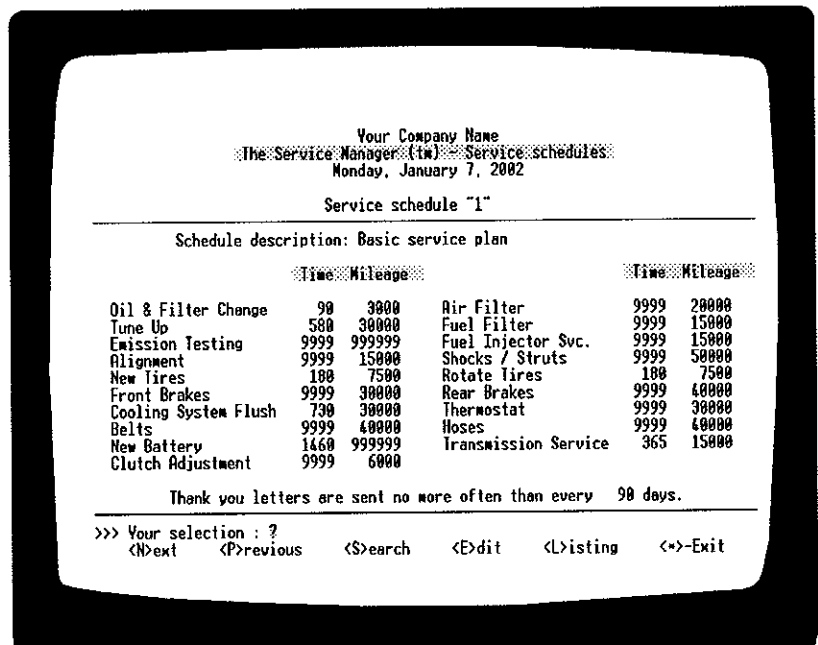 Your Company Name
The Service Manager (tm) - Service schedules
Monday, January 7, 2002
Service schedule "1"
Schedule description: Basic service plan
Time Mileage Time Mileage
Oil & Filter Change 90 3000 Air Filter 9999 20000
Tune Up 580 30000 Fuel Filter 9999 15000
Emission Testing 9999 999999 Fuel Injector Svc. 9999 15000
Alignment 9999 15000 Shocks / Struts 9999 50000
New Tires 180 7500 Rotate Tires 180 7500
Front Brakes 9999 30000 Rear Brakes 9999 40000
Cooling System Flush 730 30000 Thermostat 9999 30000
Belts 9999 40000 Hoses 9999 40000
New Battery 1460 999999 Transmission Service 365 15000
Clutch Adjustment 9999 6000
Thank you letters are sent no more often than every 90 days.
>>> Your selection : ?
<N>ext <P>revious <S>earch <E>dit <L>isting <*>-Exit